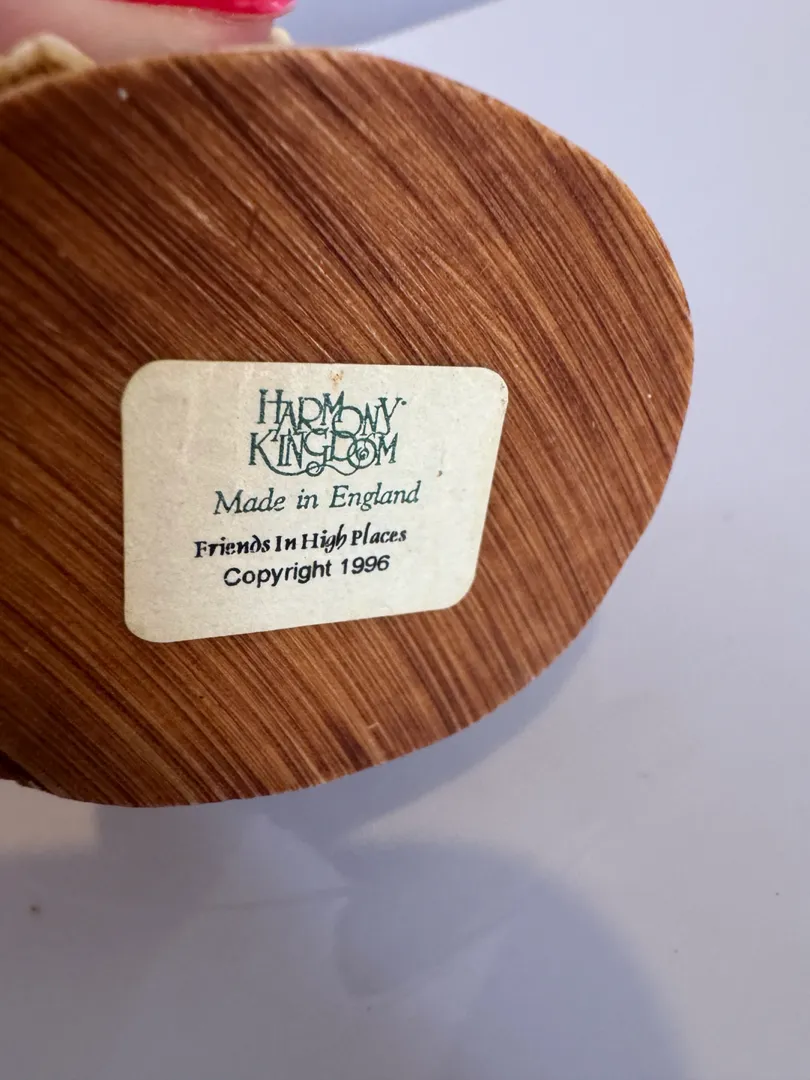 HARMONY
KINGDOM
Made in England
Friends In High Places
Copyright 1996